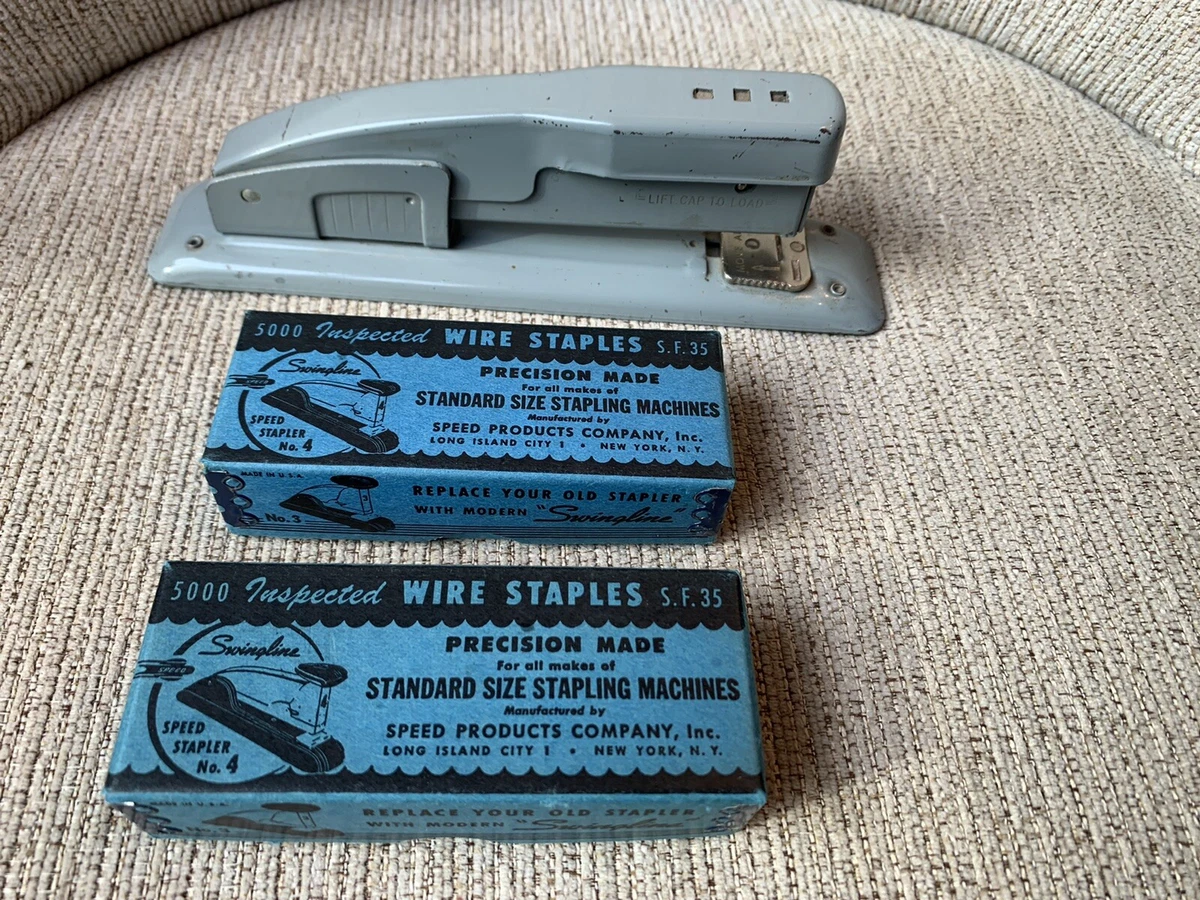 LIFT CAP TO LOAD
5000 Inspected WIRE STAPLES S.F. 35
Swingline
SPEED
STAPLER
No. 4
PRECISION MADE
For all makes of
STANDARD SIZE STAPLING MACHINES
Manufactured by
SPEED PRODUCTS COMPANY, Inc.
LONG ISLAND CITY 1 • NEW YORK, N.Y.
MADE IN U.S.A.
No. 3
REPLACE YOUR OLD STAPLER
WITH MODERN "Swingline"
5000 Inspected WIRE STAPLES S.F. 35
Swingline
SPEED
SPEED
STAPLER
No. 4
PRECISION MADE
For all makes of
STANDARD SIZE STAPLING MACHINES
Manufactured by
SPEED PRODUCTS COMPANY, Inc.
LONG ISLAND CITY 1 • NEW YORK, N.Y.
MADE IN U.S.A.
REPLACE YOUR OLD STAPLER
WITH MODERN "Swingline